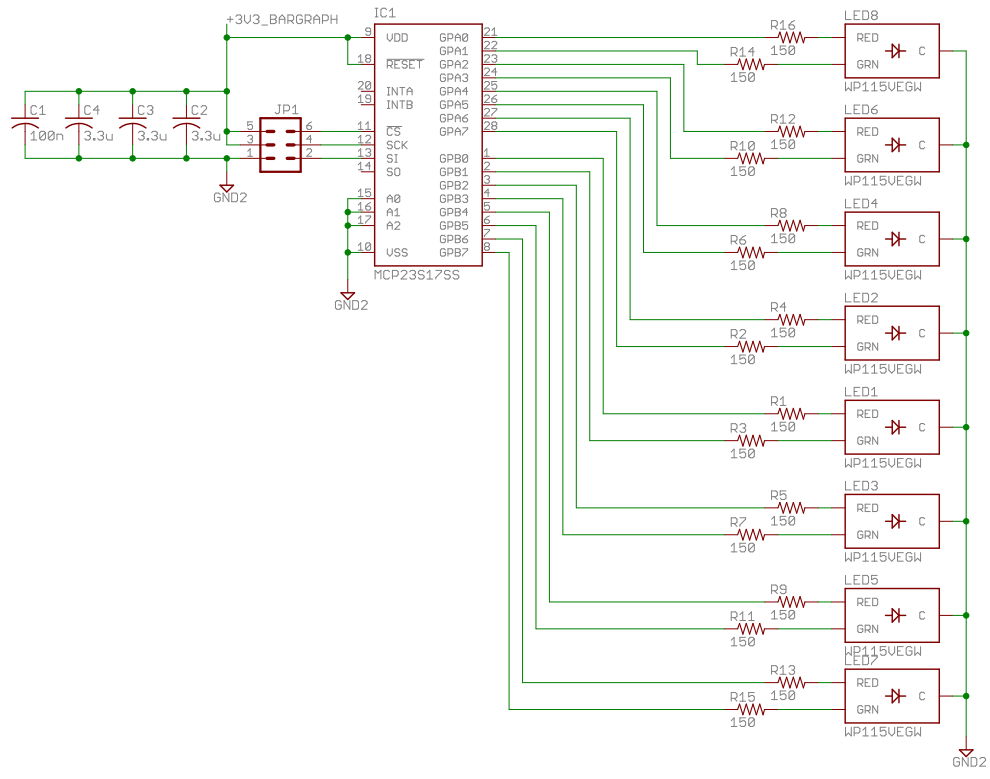 +3V3_BARGRAPH
C1
100n
C4
3.3u
C3
3.3u
C2
3.3u
GND2
JP1
5
6
3
4
1
2
IC1
9 VDD GPA0 21
GPA1 22
18 RESET GPA2 23
GPA3 24
20 INTA GPA4 25
19 INTB GPA5 26
GPA6 27
11 CS GPA7 28
12 SCK
13 SI GPB0 1
14 SO GPB1 2
GPB2 3
15 A0 GPB3 4
16 A1 GPB4 5
17 A2 GPB5 6
GPB6 7
10 VSS GPB7 8
MCP23S17SS
GND2
LED8
R16
150
RED
R14
150
GRN
C
WP115VEGW
LED6
R12
150
RED
R10
150
GRN
C
WP115VEGW
LED4
R8
150
RED
R6
150
GRN
C
WP115VEGW
LED2
R4
150
RED
R2
150
GRN
C
WP115VEGW
LED1
R1
150
RED
R3
150
GRN
C
WP115VEGW
LED3
R5
150
RED
R7
150
GRN
C
WP115VEGW
LED5
R9
150
RED
R11
150
GRN
C
WP115VEGW
LED7
R13
150
RED
R15
150
GRN
C
WP115VEGW
GND2